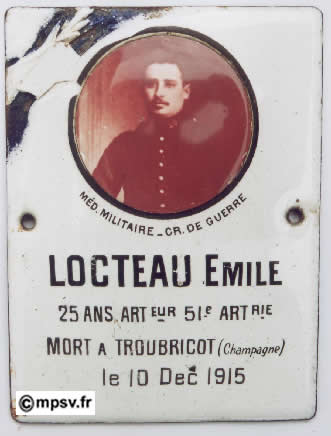 MÉD. MILITAIRE - CR. DE GUERRE
LOCTEAU EMILE
25 ANS. ARTEUR 51E ARTRIE
MORT A TROUBRICOT (Champagne)
le 10 Dec 1915
©mpsv.fr